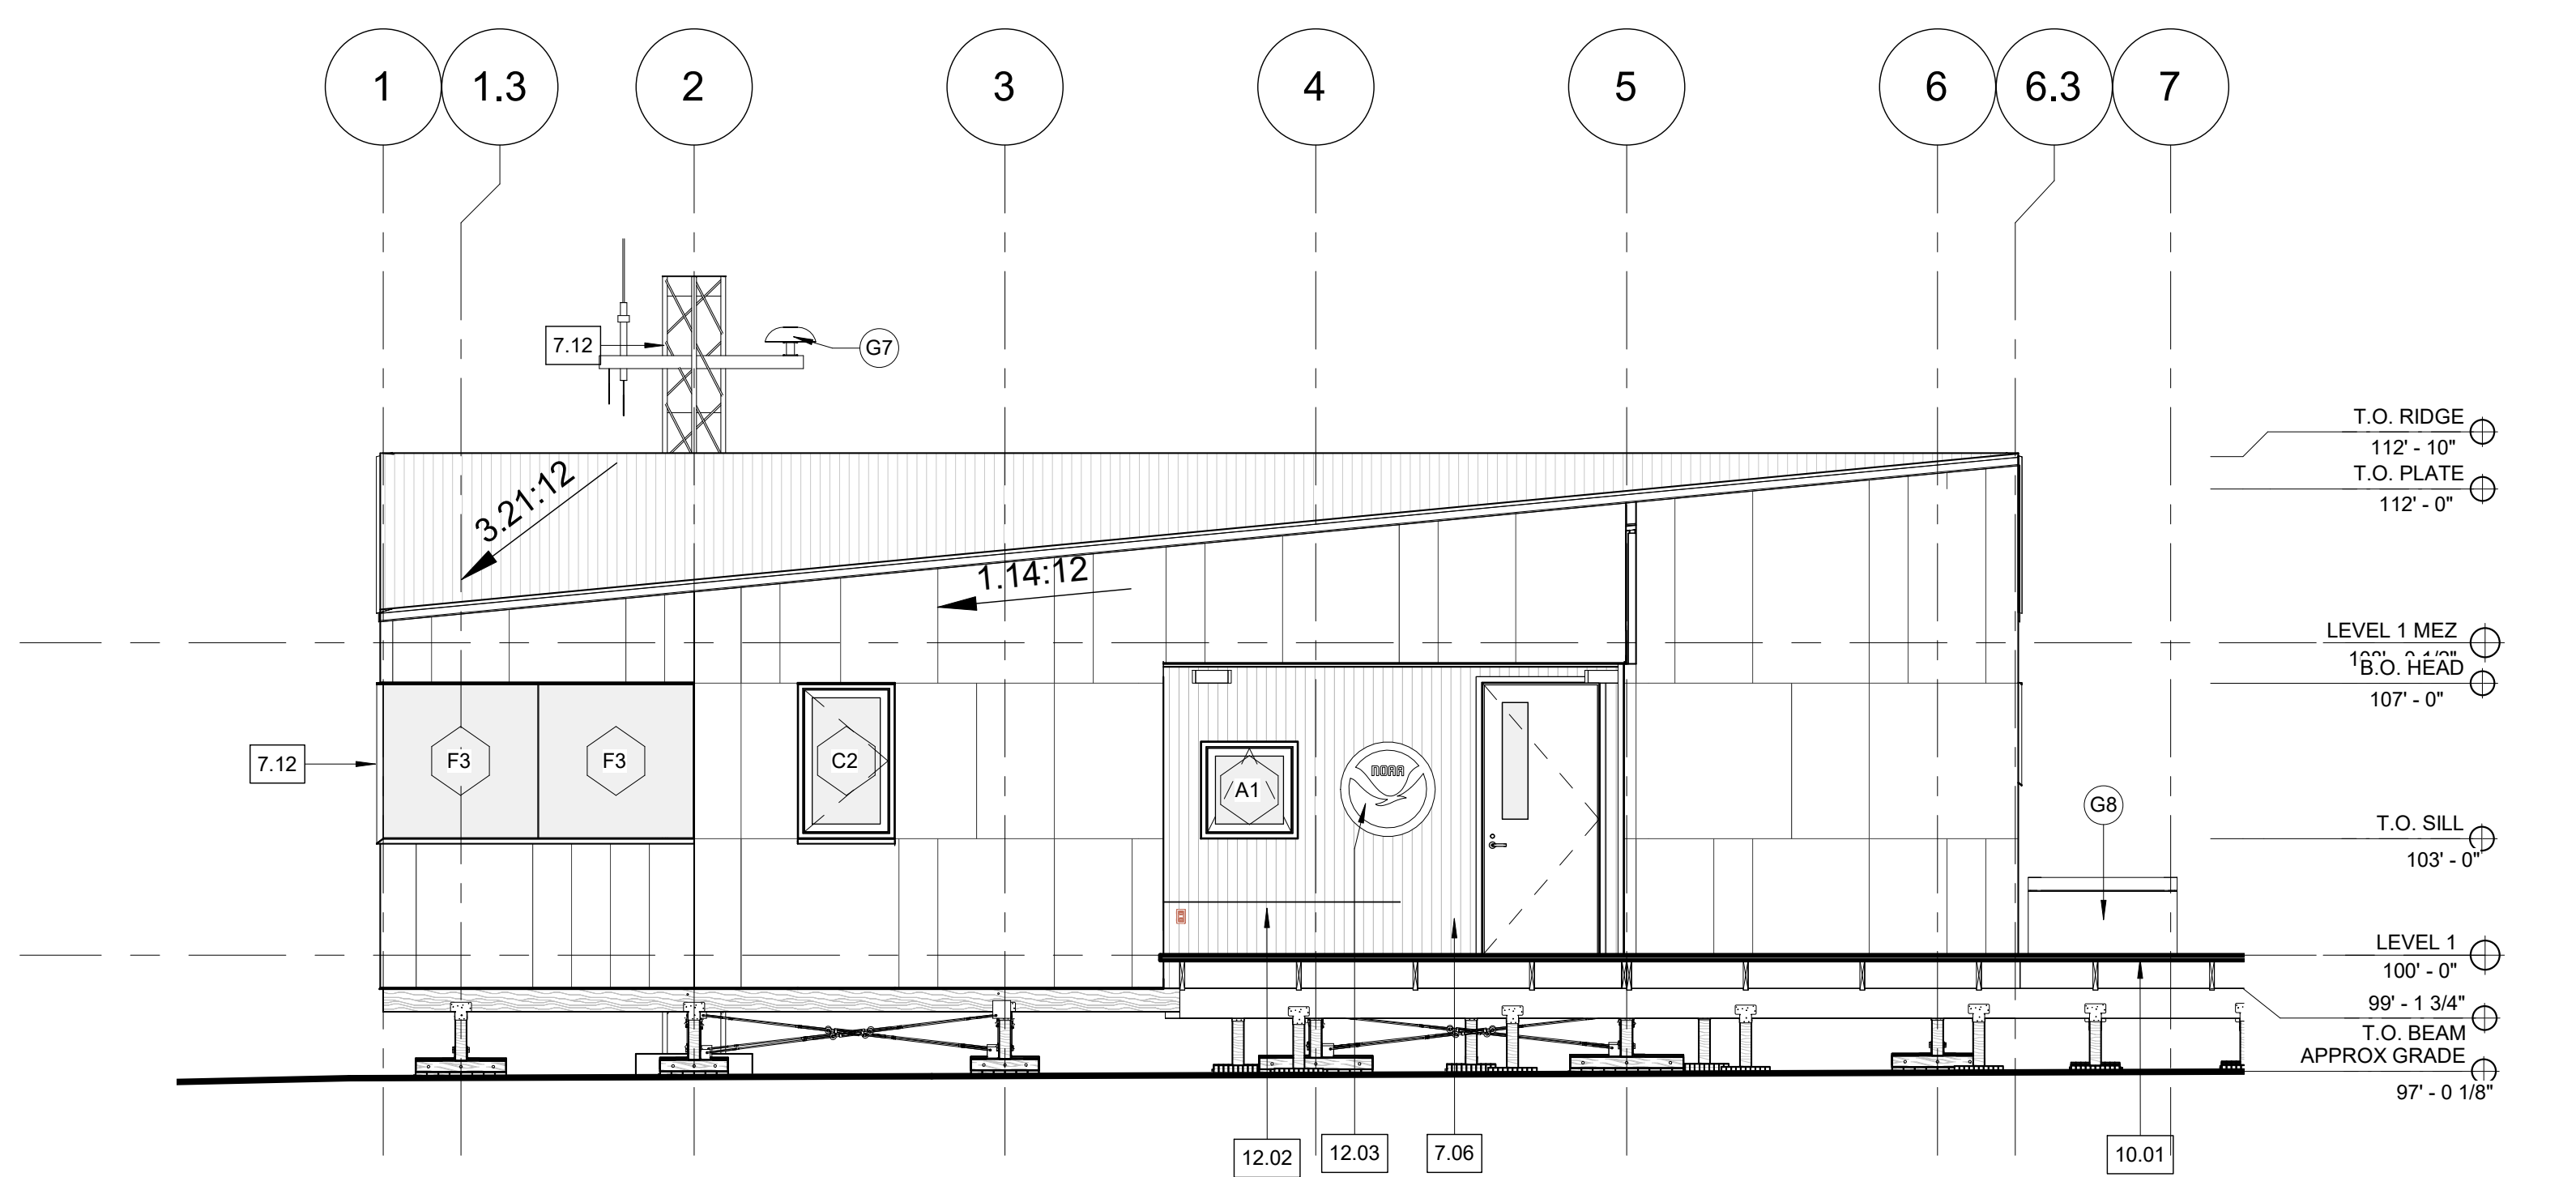 1
1.3
2
3
4
5
6
6.3
7
7.12
G7
T.O. RIDGE
112' - 10"
T.O. PLATE
112' - 0"
3.21:12
1.14:12
LEVEL 1 MEZ
B.O. HEAD
107' - 0"
7.12
F3
F3
C2
A1
NOAA
G8
T.O. SILL
103' - 0"
LEVEL 1
100' - 0"
99' - 1 3/4"
T.O. BEAM
APPROX GRADE
97' - 0 1/8"
12.02
12.03
7.06
10.01